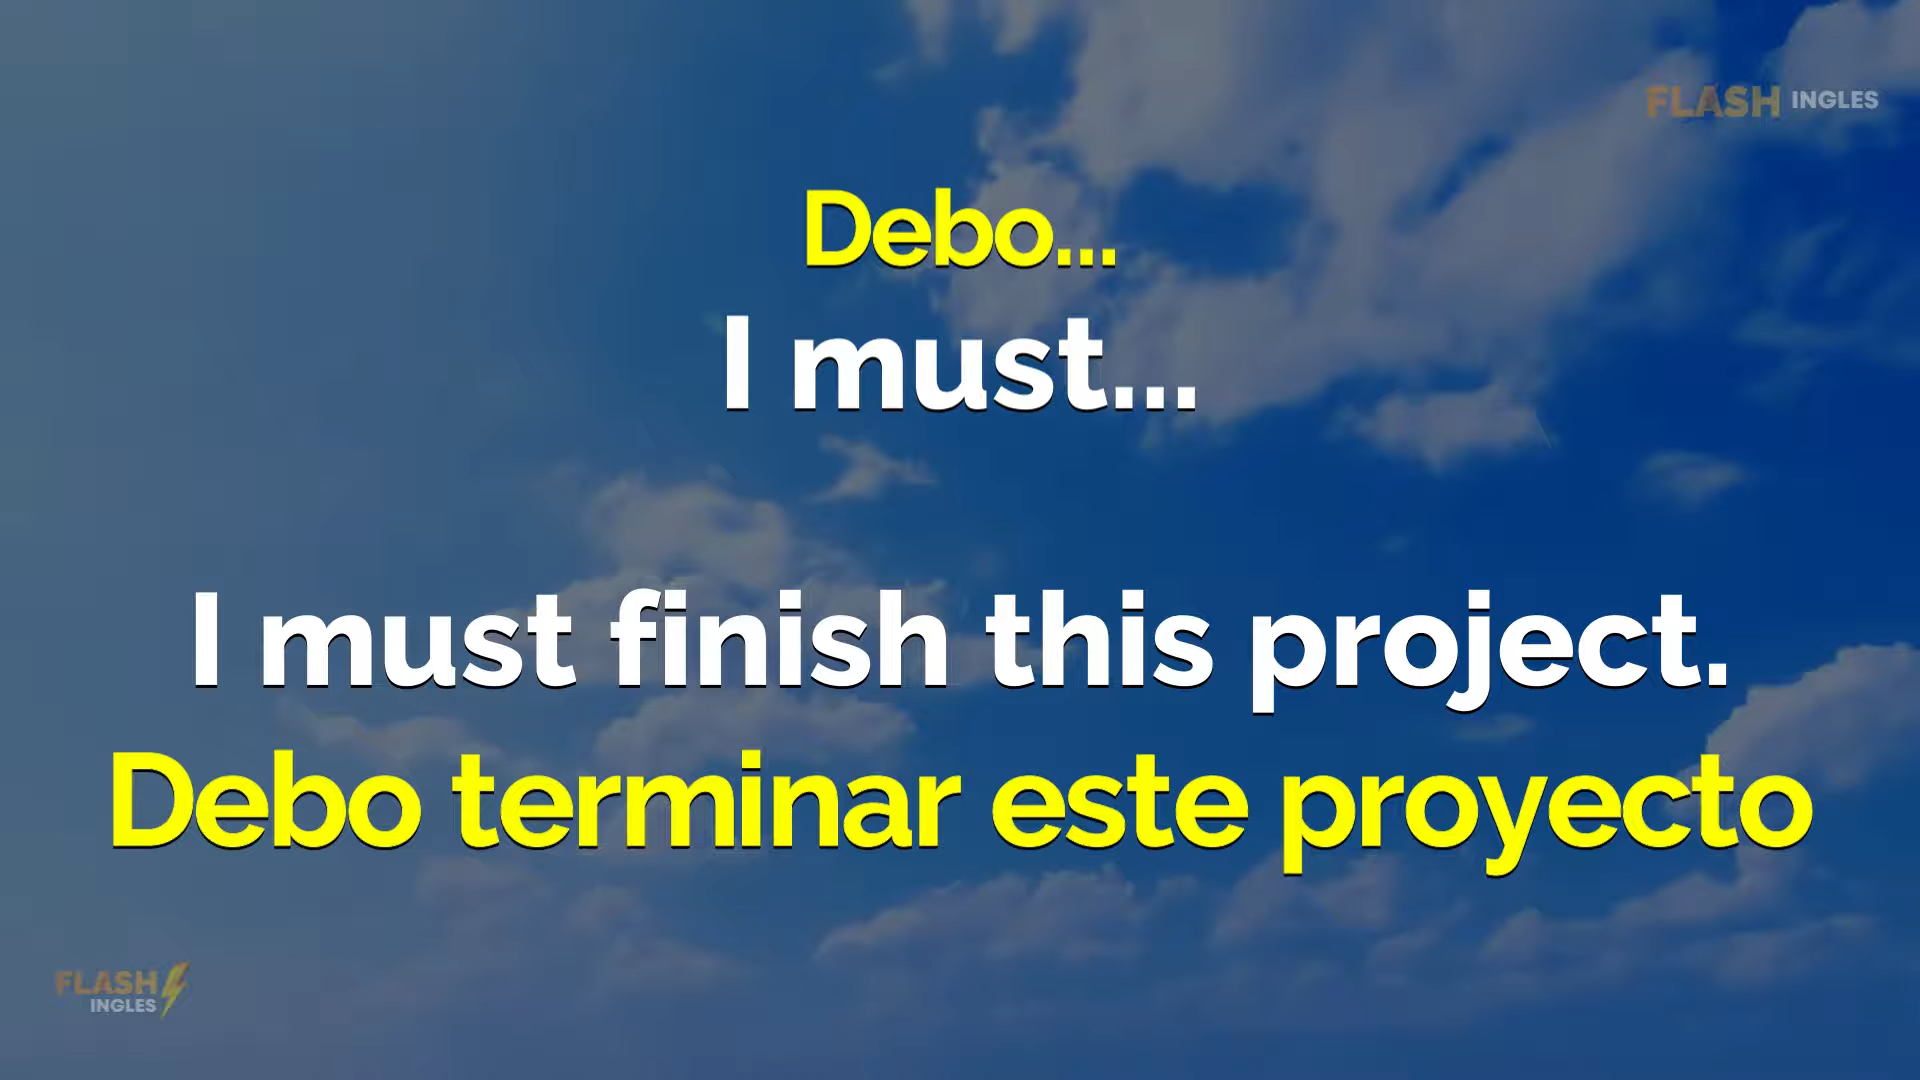 FLASH INGLES
Debo...
I must...
I must finish this project.
Debo terminar este proyecto
FLASH
INGLES